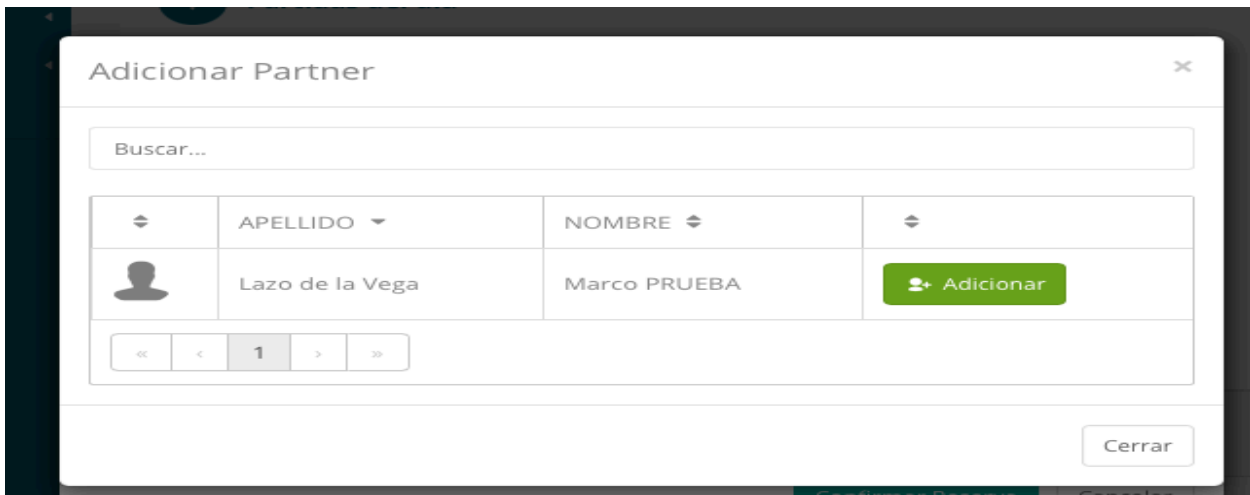 Adicionar Partner ×
Buscar...
APELLIDO NOMBRE
Lazo de la Vega Marco PRUEBA Adicionar
« ‹ 1 › »
Cerrar